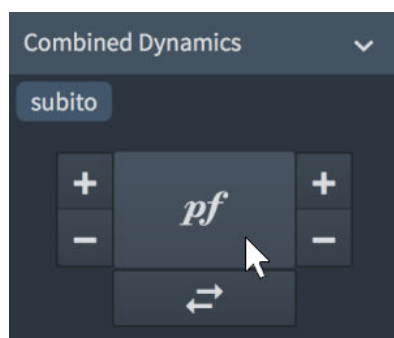 Combined Dynamics
subito
+ pf +
− −